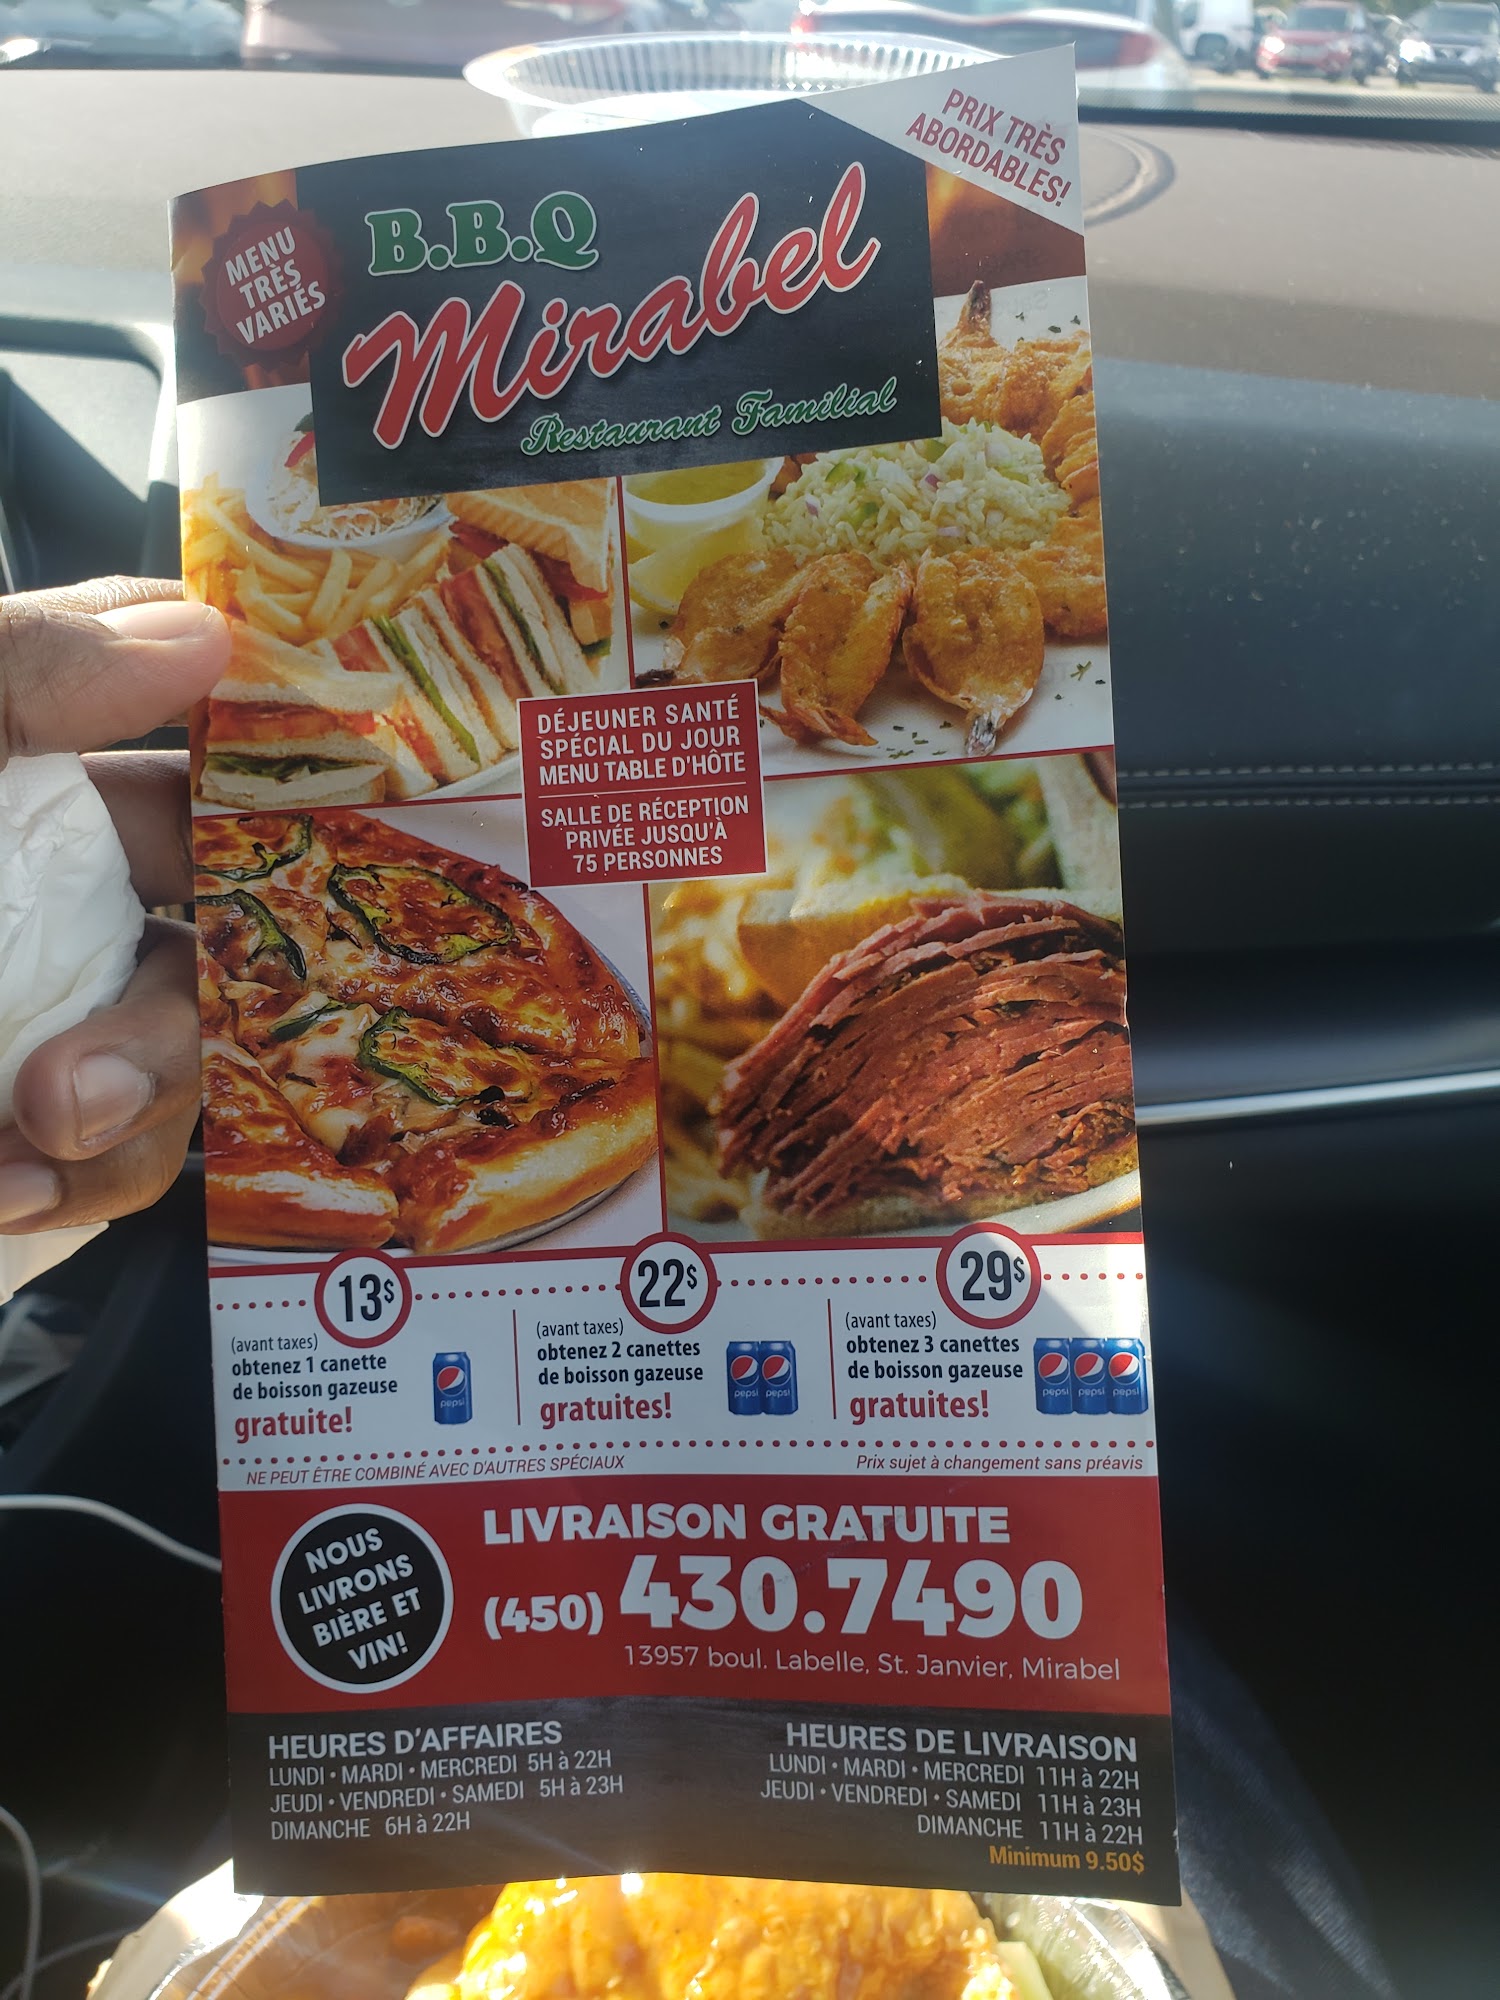 PRIX TRÈS
ABORDABLES!
MENU
TRÈS
VARIÉS
B.B.Q
Mirabel
Restaurant Familial
DÉJEUNER SANTÉ
SPÉCIAL DU JOUR
MENU TABLE D'HÔTE
SALLE DE RÉCEPTION
PRIVÉE JUSQU'À
75 PERSONNES
13$
(avant taxes)
obtenez 1 canette
de boisson gazeuse
gratuite!
pepsi
22$
(avant taxes)
obtenez 2 canettes
de boisson gazeuse
gratuites!
pepsi pepsi
29$
(avant taxes)
obtenez 3 canettes
de boisson gazeuse
gratuites!
pepsi pepsi pepsi
NE PEUT ÊTRE COMBINÉ AVEC D'AUTRES SPÉCIAUX
Prix sujet à changement sans préavis
NOUS
LIVRONS
BIÈRE ET
VIN!
LIVRAISON GRATUITE
(450) 430.7490
13957 boul. Labelle, St. Janvier, Mirabel
HEURES D'AFFAIRES
LUNDI • MARDI • MERCREDI 5H à 22H
JEUDI • VENDREDI • SAMEDI 5H à 23H
DIMANCHE 6H à 22H
HEURES DE LIVRAISON
LUNDI • MARDI • MERCREDI 11H à 22H
JEUDI • VENDREDI • SAMEDI 11H à 23H
DIMANCHE 11H à 22H
Minimum 9.50$